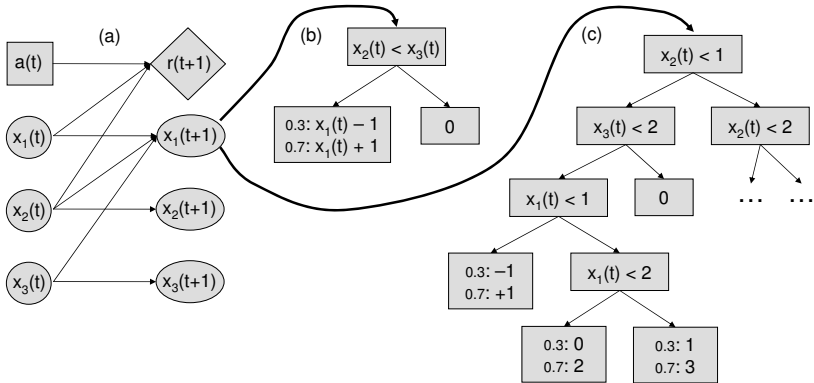 (a)
a(t)
r(t+1)
x₁(t)
x₁(t+1)
x₂(t)
x₂(t+1)
x₃(t)
x₃(t+1)
(b)
x₂(t) < x₃(t)
0.3: x₁(t) − 1
0.7: x₁(t) + 1
0
(c)
x₂(t) < 1
x₃(t) < 2
x₂(t) < 2
x₁(t) < 1
0
... ...
0.3: −1
0.7: +1
x₁(t) < 2
0.3: 0
0.7: 2
0.3: 1
0.7: 3